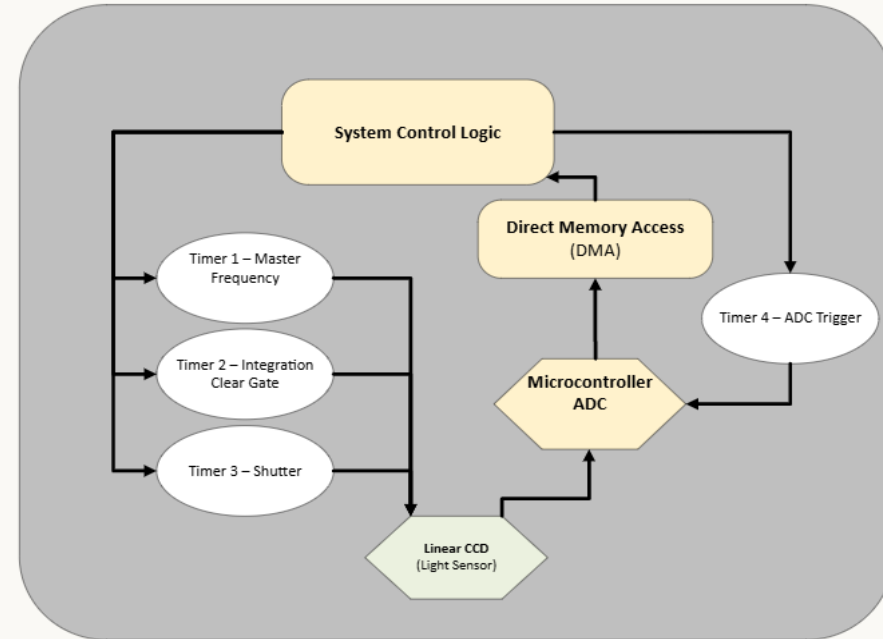 System Control Logic
Direct Memory Access
(DMA)
Timer 1 – Master
Frequency
Timer 4 – ADC Trigger
Timer 2 – Integration
Clear Gate
Microcontroller
ADC
Timer 3 – Shutter
Linear CCD
(Light Sensor)